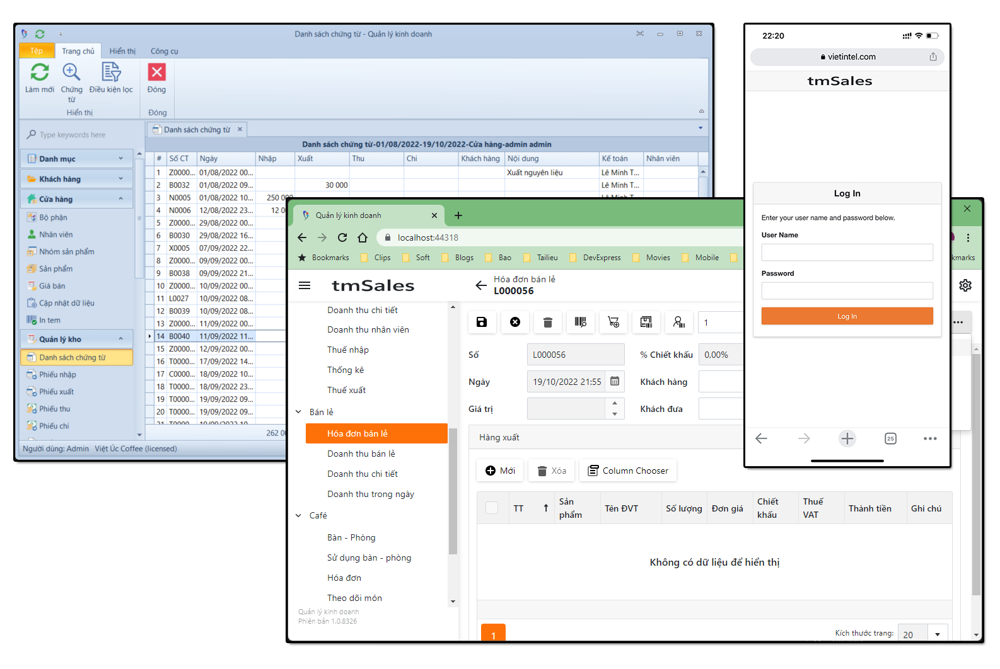 Danh sách chứng từ - Quản lý kinh doanh
Tệp
Trang chủ
Hiển thị
Công cụ
Làm mới
Chứng từ
Điều kiện lọc
Đóng
Hiển thị
Đóng
Type keywords here
Danh mục
Khách hàng
Cửa hàng
Bộ phận
Nhân viên
Nhóm sản phẩm
Sản phẩm
Giá bán
Cập nhật dữ liệu
In tem
Quản lý kho
Danh sách chứng từ
Phiếu nhập
Phiếu xuất
Phiếu thu
Phiếu chi
Người dùng: Admin Việt Úc Coffee (licensed)
Danh sách chứng từ
Danh sách chứng từ-01/08/2022-19/10/2022-Cửa hàng-admin admin
# Số CT Ngày Nhập Xuất Thu Chi Khách hàng Nội dung Kế toán Nhân viên
1 Z0000... 01/08/2022 00... Xuất nguyên liệu Lê Minh T...
2 B0032 01/08/2022 09... 30 000 Lê Minh T...
3 N0005 01/08/2022 10... 250 000 Lê Minh T...
4 N0006 12/08/2022 23... 12 0
5 Z0000... 29/08/2022 00...
6 B0030 29/08/2022 16...
7 X0005 07/09/2022 22...
8 Z0000... 09/09/2022 00...
9 B0038 09/09/2022 21...
10 Z0000... 10/09/2022 00...
11 L0027 10/09/2022 08...
12 B0039 10/09/2022 08...
13 Z0000... 11/09/2022 00...
14 B0040 11/09/2022 11...
15 Z0000... 12/09/2022 00...
16 T0000... 17/09/2022 14...
17 C0000... 18/09/2022 10...
18 T0000... 18/09/2022 23...
19 T0000... 19/09/2022 09...
20 T0000... 19/09/2022 09...
21 T0000... 19/09/2022 10...
262 0
Quản lý kinh doanh
localhost:44318
Bookmarks Clips Soft Blogs Bao Tailieu DevExpress Movies Mobile
kmarks
tmSales
Hóa đơn bán lẻ
L000056
Doanh thu chi tiết
Doanh thu nhân viên
Thuế nhập
Thống kê
Thuế xuất
Bán lẻ
Hóa đơn bán lẻ
Doanh thu bán lẻ
Doanh thu chi tiết
Doanh thu trong ngày
Café
Bàn - Phòng
Sử dụng bàn - phòng
Hóa đơn
Theo dõi món
Quản lý kinh doanh
Phiên bản 1.0.8326
1
Số L000056 % Chiết khấu 0,00%
Ngày 19/10/2022 21:55 Khách hàng
Giá trị Khách đưa
Hàng xuất
Mới Xóa Column Chooser
TT Sản phẩm Tên ĐVT Số lượng Đơn giá Chiết khấu Thuế VAT Thành tiền Ghi chú
Không có dữ liệu để hiển thị
1
Kích thước trang: 20
22:20
vietintel.com
tmSales
Log In
Enter your user name and password below.
User Name
Password
Log In
25